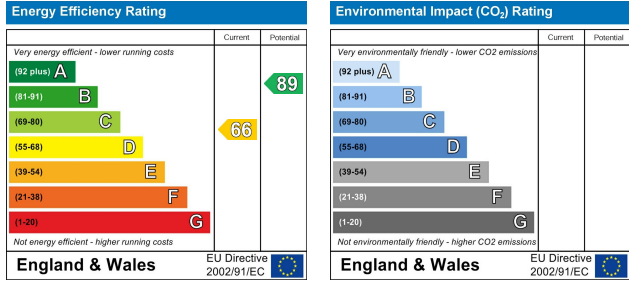 Energy Efficiency Rating
Current Potential
Very energy efficient - lower running costs
(92 plus) A
(81-91) B
89
(69-80) C
66
(55-68) D
(39-54) E
(21-38) F
(1-20) G
Not energy efficient - higher running costs
England & Wales
EU Directive
2002/91/EC
Environmental Impact (CO₂) Rating
Current Potential
Very environmentally friendly - lower CO2 emissions
(92 plus) A
(81-91) B
(69-80) C
(55-68) D
(39-54) E
(21-38) F
(1-20) G
Not environmentally friendly - higher CO2 emissions
England & Wales
EU Directive
2002/91/EC